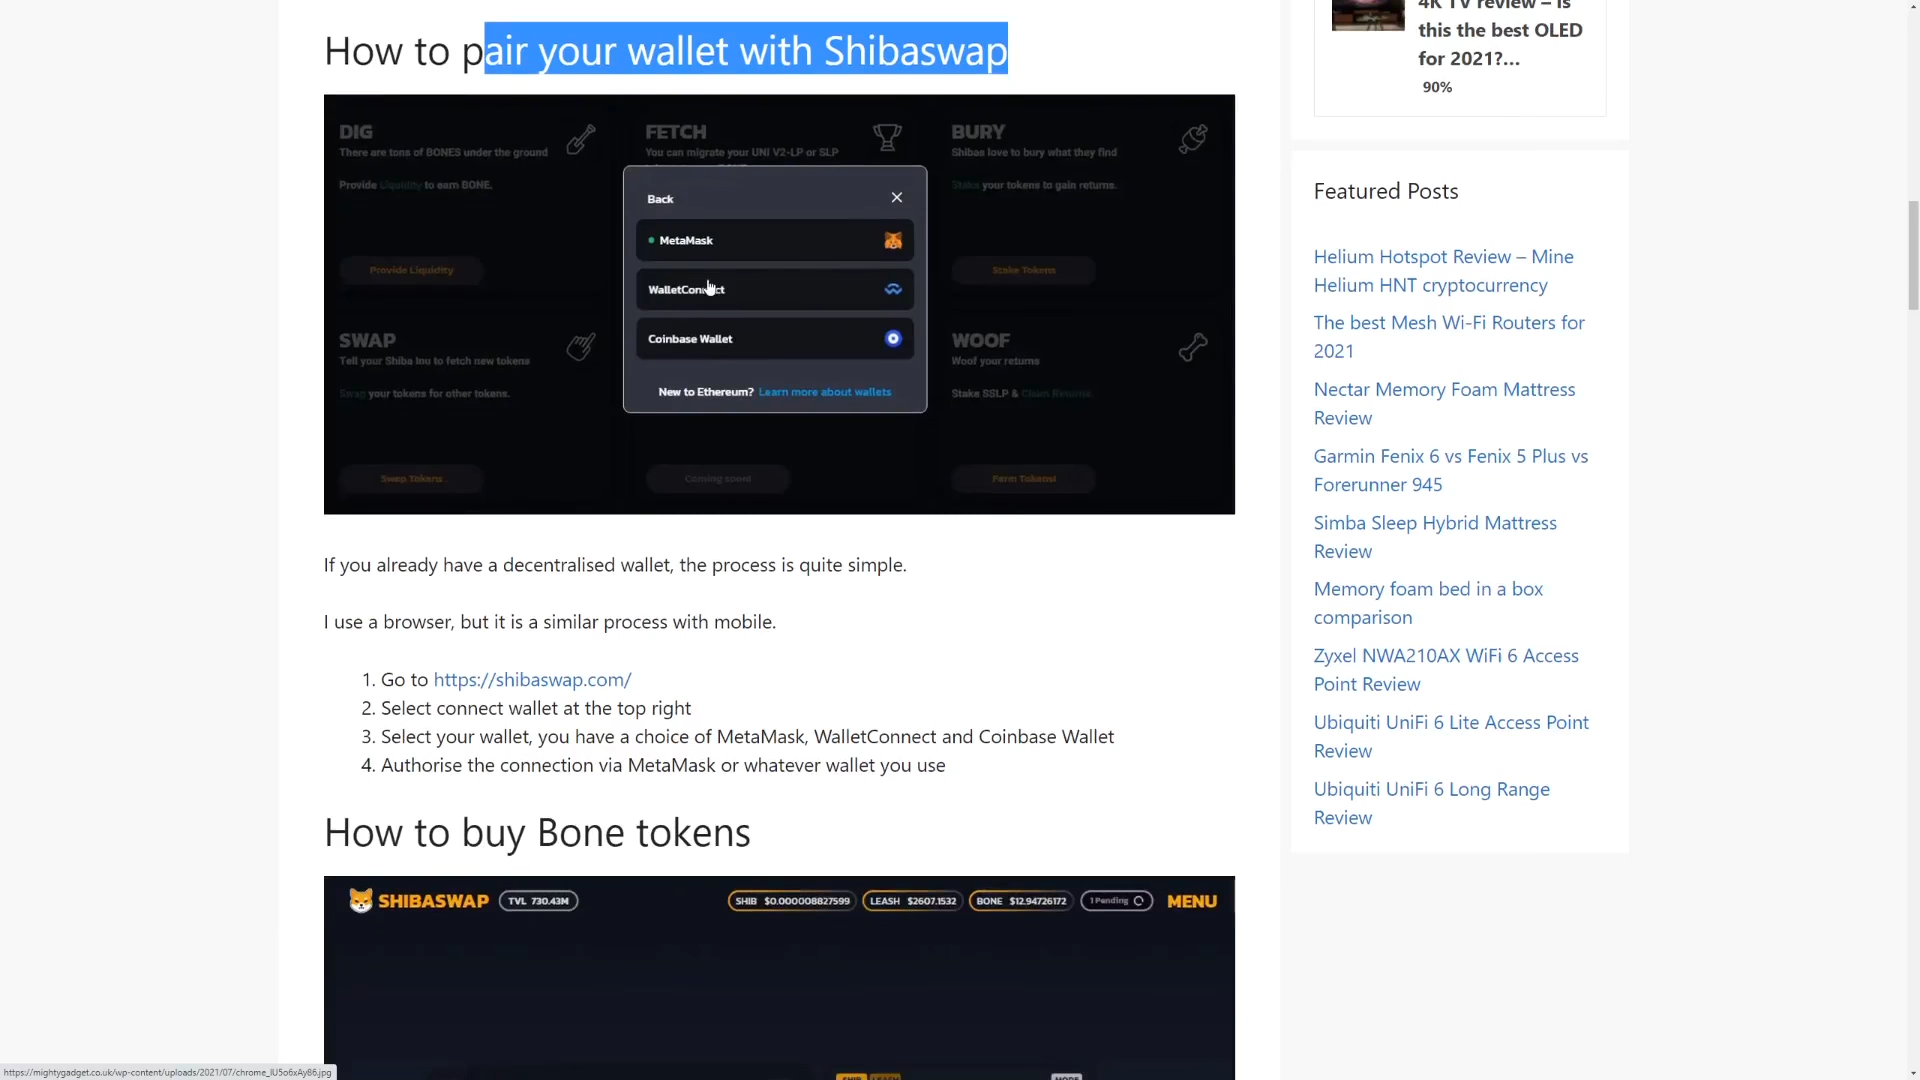 How to pair your wallet with Shibaswap
DIG
There are tons of BONES under the ground
Provide Liquidity to earn BONE.
Provide Liquidity
FETCH
You can migrate your UNI V2-LP or SLP
BURY
Shibas love to bury what they find
Stake your tokens to gain returns.
Stake Tokens
Back
MetaMask
WalletConnect
Coinbase Wallet
New to Ethereum? Learn more about wallets
SWAP
Tell your Shiba Inu to fetch new tokens
Swap your tokens for other tokens.
Swap Tokens
Coming soon!
WOOF
Woof your returns
Stake SSLP & Claim Returns.
Farm Tokens!
If you already have a decentralised wallet, the process is quite simple.
I use a browser, but it is a similar process with mobile.
1. Go to https://shibaswap.com/
2. Select connect wallet at the top right
3. Select your wallet, you have a choice of MetaMask, WalletConnect and Coinbase Wallet
4. Authorise the connection via MetaMask or whatever wallet you use
How to buy Bone tokens
SHIBASWAP
TVL 730.43M
SHIB $0.000008827599
LEASH $2607.1532
BONE $12.94726172
1 Pending
MENU
4K TV review – is
this the best OLED
for 2021?...
90%
Featured Posts
Helium Hotspot Review – Mine
Helium HNT cryptocurrency
The best Mesh Wi-Fi Routers for
2021
Nectar Memory Foam Mattress
Review
Garmin Fenix 6 vs Fenix 5 Plus vs
Forerunner 945
Simba Sleep Hybrid Mattress
Review
Memory foam bed in a box
comparison
Zyxel NWA210AX WiFi 6 Access
Point Review
Ubiquiti UniFi 6 Lite Access Point
Review
Ubiquiti UniFi 6 Long Range
Review
https://mightygadget.co.uk/wp-content/uploads/2021/07/chrome_IU5o6xAy86.jpg